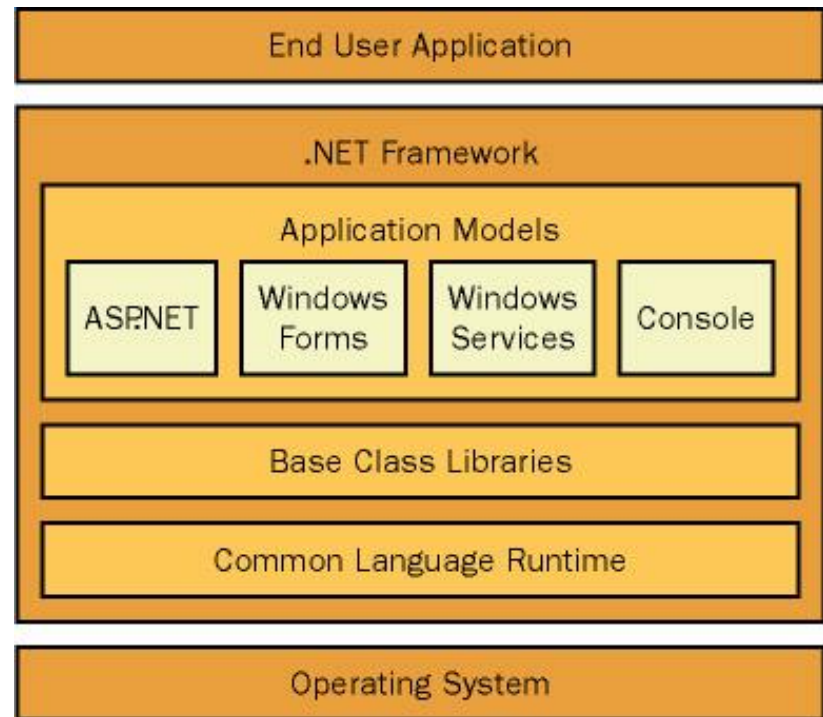 End User Application
.NET Framework
Application Models
ASP.NET
Windows
Forms
Windows
Services
Console
Base Class Libraries
Common Language Runtime
Operating System